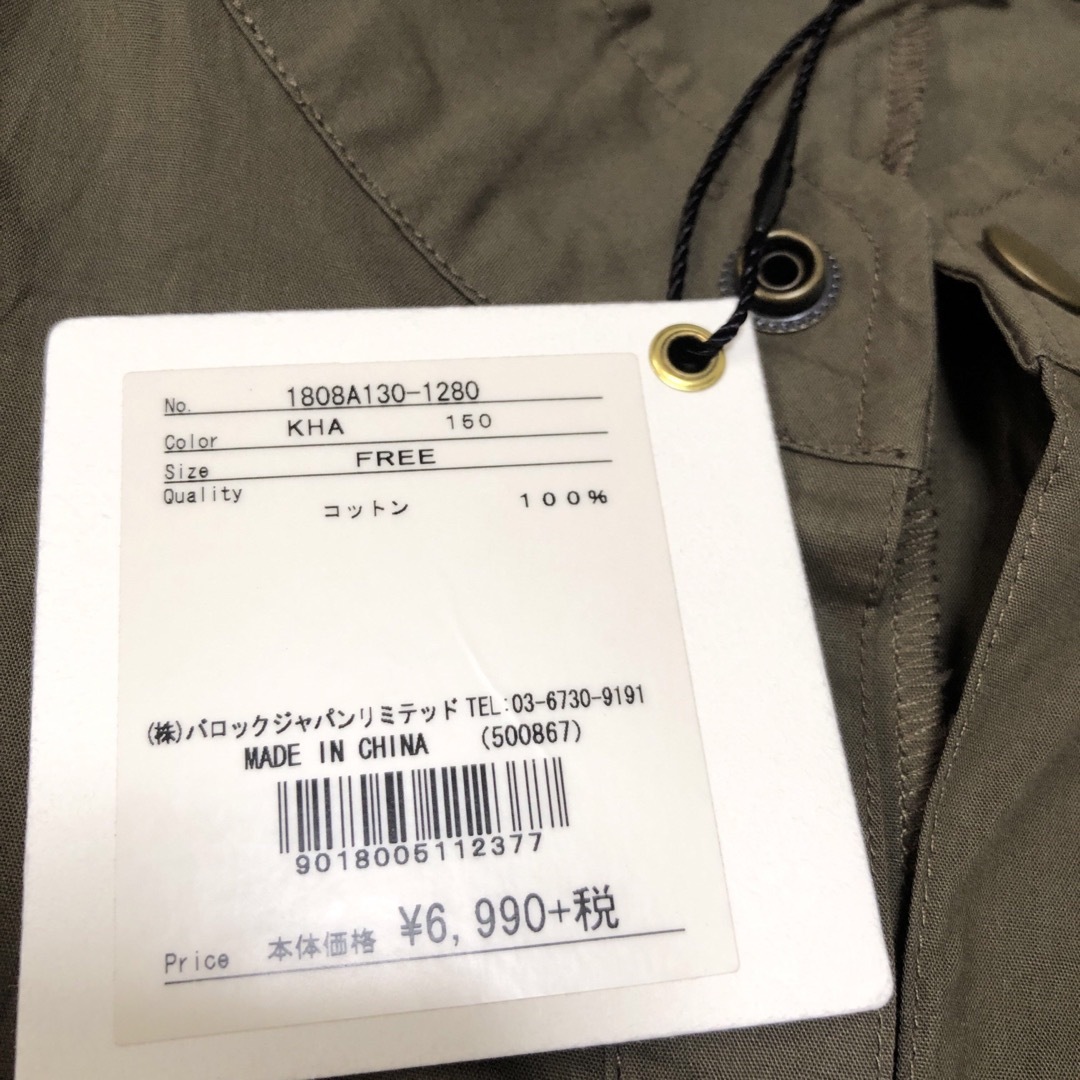 No. 1808A130-1280
Color KHA 150
Size FREE
Quality
コットン 100%
(株)バロックジャパンリミテッド TEL:03-6730-9191
MADE IN CHINA (500867)
9018005112377
Price 本体価格 ¥6,990+税